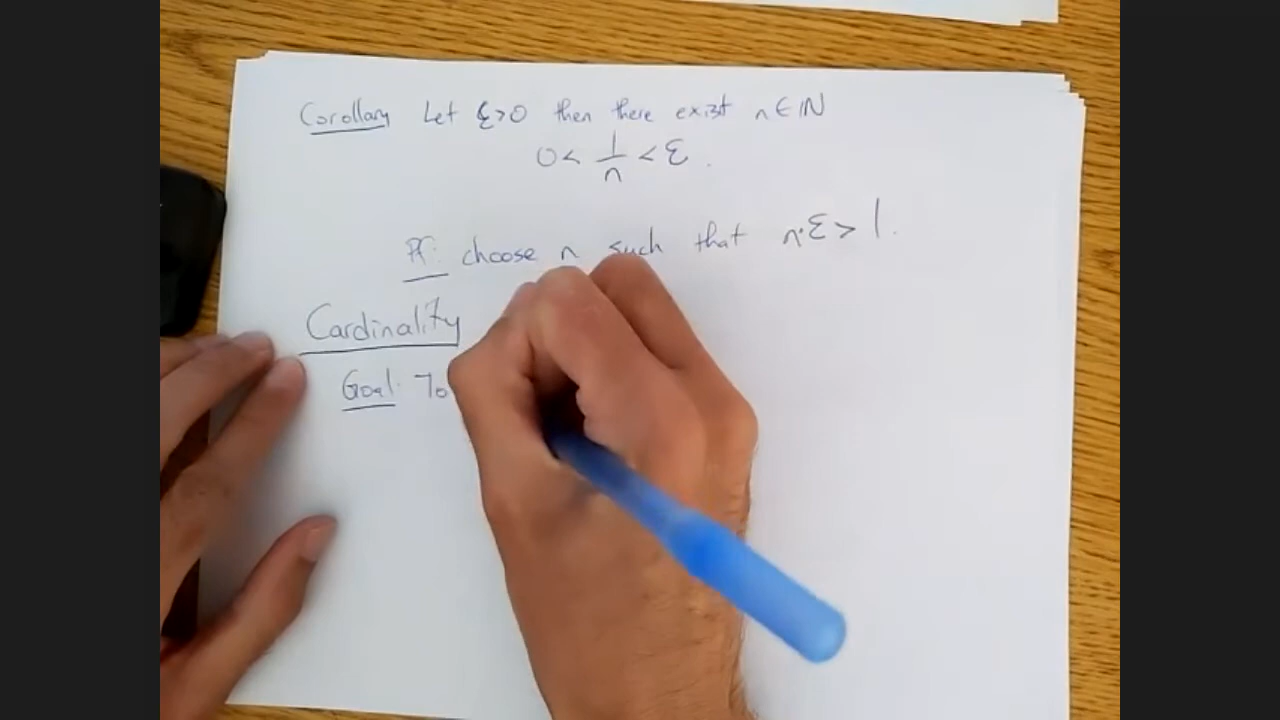 Corollary Let ε>0 then there exist n∈ℕ
0 < 1/n < ε.
Pf: choose n such that n·ε > 1.
Cardinality
Goal: To